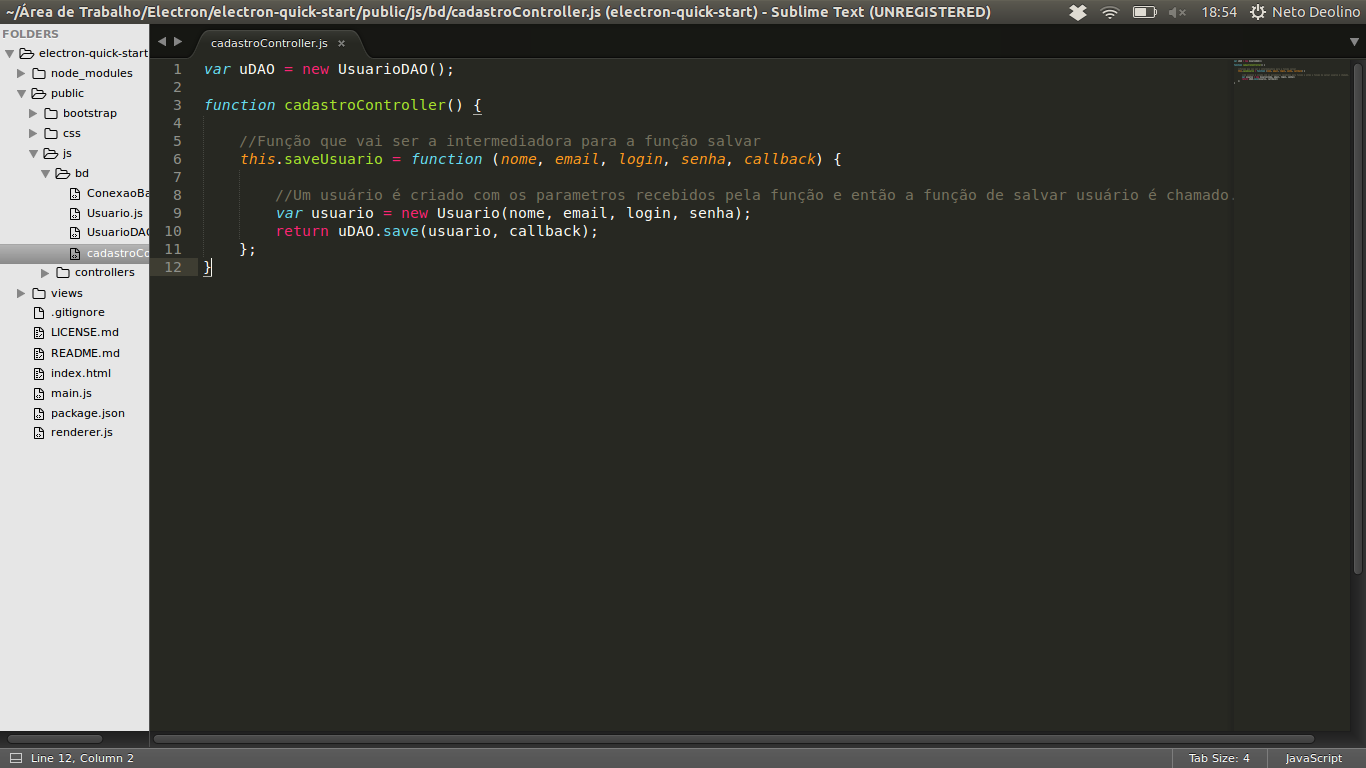 ~/Área de Trabalho/Electron/electron-quick-start/public/js/bd/cadastroController.js (electron-quick-start) - Sublime Text (UNREGISTERED)
18:54
Neto Deolino
FOLDERS
electron-quick-start
node_modules
public
bootstrap
css
js
bd
ConexaoBa
Usuario.js
UsuarioDAO
cadastroCo
controllers
views
.gitignore
LICENSE.md
README.md
index.html
main.js
package.json
renderer.js
cadastroController.js ×
1 var uDAO = new UsuarioDAO();
2
3 function cadastroController() {
4
5 //Função que vai ser a intermediadora para a função salvar
6 this.saveUsuario = function (nome, email, login, senha, callback) {
7
8 //Um usuário é criado com os parametros recebidos pela função e então a função de salvar usuário é chamado.
9 var usuario = new Usuario(nome, email, login, senha);
10 return uDAO.save(usuario, callback);
11 };
12 }
Line 12, Column 2
Tab Size: 4
JavaScript